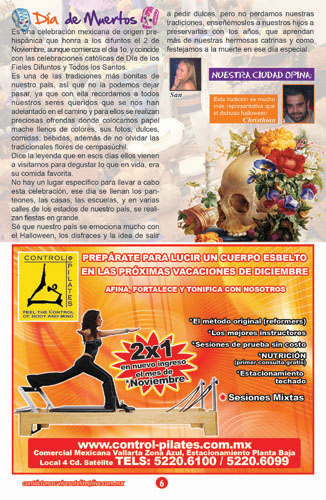 Día de Muertos
Es una celebración mexicana de origen pre-
hispánica que honra a los difuntos el 2 de
Noviembre, aunque comienza el día 1o, y coincide
con las celebraciones católicas de Día de los
Fieles Difuntos y Todos los Santos.
Es una de las tradiciones más bonitas de
nuestro país, así que no la podemos dejar
pasar, ya que con ella recordamos a todos
nuestros seres queridos que se nos han
adelantado en el camino y para ellos se realizan
preciosas ofrendas donde colocamos papel
mache llenos de colores, sus fotos, dulces,
comidas, bebidas, además de no olvidar las
tradicionales flores de cempasúchil.
Dice la leyenda que en esos días ellos vienen
a visitarnos para degustar lo que en vida, era
su comida favorita.
No hay un lugar específico para llevar a cabo
esta celebración, ese día se llenan los pan-
teones, las casas, las escuelas, y en varias
calles de los estados de nuestro país, se real-
izan fiestas en grande.
Sé que nuestro país se emociona mucho con
el Halloween, los disfraces y la idea de salir
a pedir dulces, pero no perdamos nuestras
tradiciones, enseñémosles a nuestros hijos a
preservarlas con los años, que aprendan
más de nuestras hermosas catrinas y como
festejamos a la muerte en ese día especial.
San
NUESTRA CIUDAD OPINA:
Esta tradición es mucho
más representativa que
el dichoso halloween
Christhian
CONTROL PILATES
FEEL THE CONTROL
OF BODY AND MIND
PREPÁRATE PARA LUCIR UN CUERPO ESBELTO
EN LAS PRÓXIMAS VACACIONES DE DICIEMBRE
AFINA, FORTALECE Y TONIFICA CON NOSOTROS
2x1
en nuevo ingreso
el mes de
*Noviembre
*El método original (reformers)
*Los mejores instructores
*Sesiones de prueba sin costo
*NUTRICIÓN
(primer consulta gratis)
*Estacionamiento
techado
* Sesiones Mixtas
www.control-pilates.com.mx
Comercial Mexicana Vallarta Zona Azul, Estacionamiento Planta Baja
Local 4 Cd. Satélite TELS: 5220.6100 / 5220.6099
6